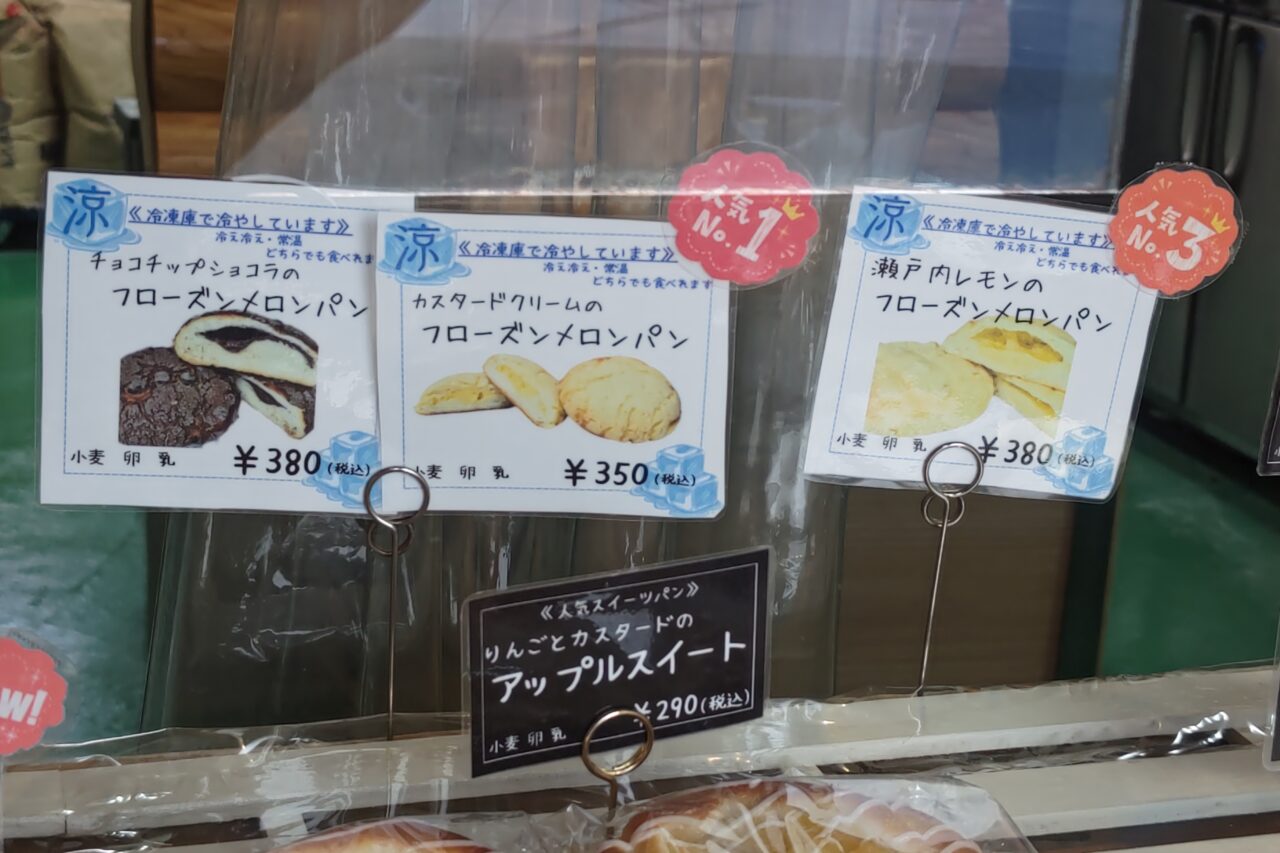 涼
《冷凍庫で冷やしています》
冷え冷え・常温
どちらでも食べれま
チョコチップショコラの
フローズンメロンパン
小麦 卵 乳
¥380(税込)
涼
《冷凍庫で冷やしています》
冷え冷え・常温
どちらでも食べれます
カスタードクリームの
フローズンメロンパン
小麦 卵 乳
¥350(税込)
人気
No.1
涼
《冷凍庫で冷やしています》
冷え冷え・常温
どちらでも食べれ
瀬戸内レモンの
フローズンメロンパン
小麦 卵 乳
¥380(税込)
人気
No.3
《人気スイーツパン》
りんごとカスタードの
アップルスイート
¥290(税込)
小麦 卵 乳
W!